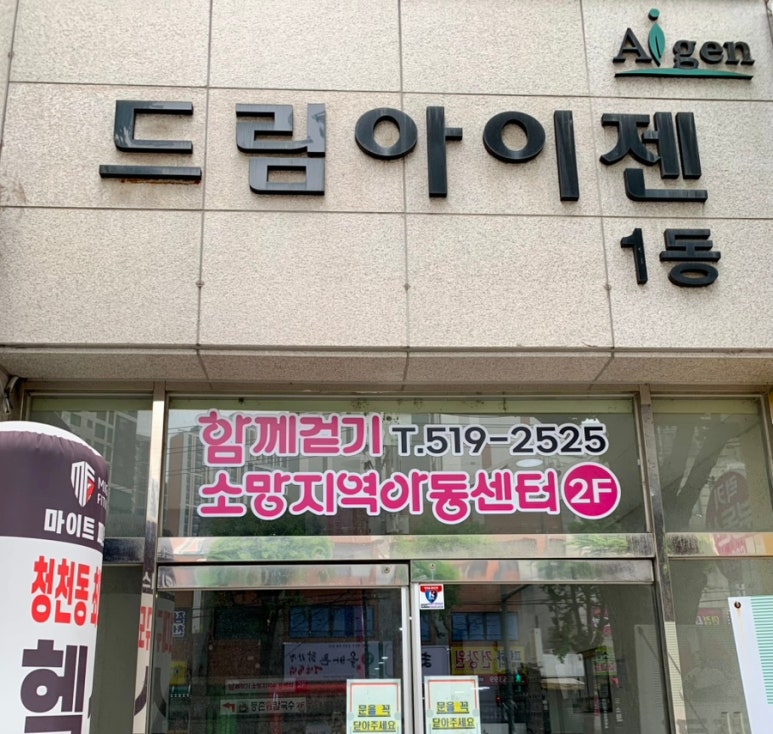 Aigen
드림아이젠
1동
함께걷기 T.519-2525
소망지역아동센터 2F
마이트
청천동
헬
문을 꼭
닫아주세요
문을 꼭
닫아주세요